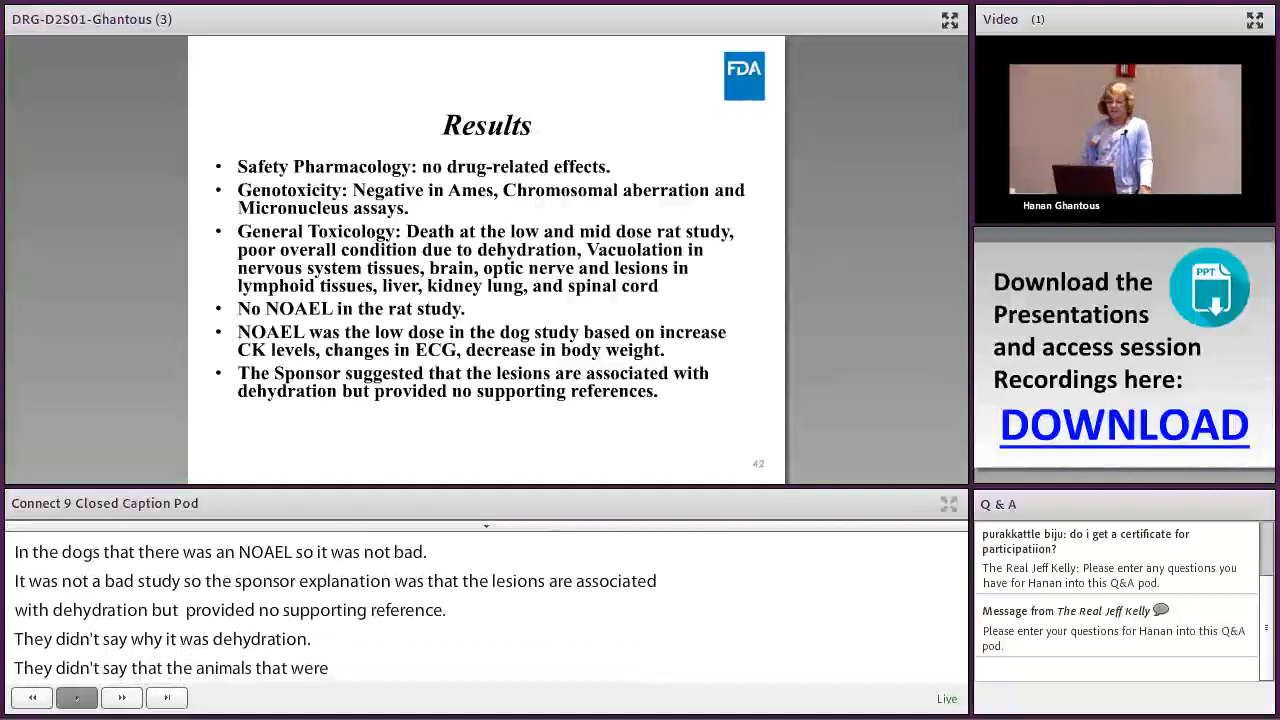 DRG-D2S01-Ghantous (3)
FDA
Results
• Safety Pharmacology: no drug-related effects.
• Genotoxicity: Negative in Ames, Chromosomal aberration and
Micronucleus assays.
• General Toxicology: Death at the low and mid dose rat study,
poor overall condition due to dehydration, Vacuolation in
nervous system tissues, brain, optic nerve and lesions in
lymphoid tissues, liver, kidney lung, and spinal cord
• No NOAEL in the rat study.
• NOAEL was the low dose in the dog study based on increase
CK levels, changes in ECG, decrease in body weight.
• The Sponsor suggested that the lesions are associated with
dehydration but provided no supporting references.
42
Video (1)
Hanan Ghantous
Download the
Presentations
and access session
Recordings here:
PPT
DOWNLOAD
Connect 9 Closed Caption Pod
In the dogs that there was an NOAEL so it was not bad.
It was not a bad study so the sponsor explanation was that the lesions are associated
with dehydration but  provided no supporting reference.
They didn't say why it was dehydration.
They didn't say that the animals that were
Live
Q & A
purakkattle biju: do i get a certificate for
participatiion?
The Real Jeff Kelly: Please enter any questions you
have for Hanan into this Q&A pod.
Message from The Real Jeff Kelly
Please enter your questions for Hanan into this Q&A
pod.